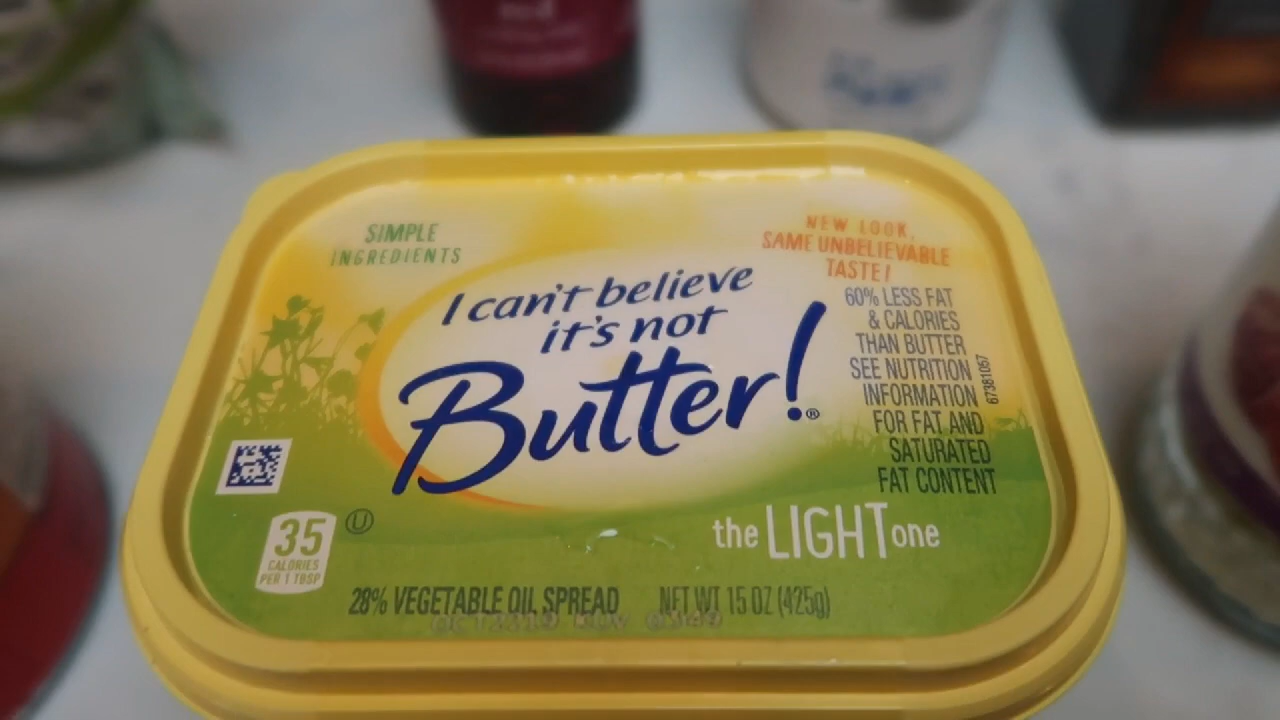 SIMPLE
INGREDIENTS
NEW LOOK,
SAME UNBELIEVABLE
TASTE!
I can't believe
it's not
Butter!®
60% LESS FAT
& CALORIES
THAN BUTTER
SEE NUTRITION
INFORMATION
FOR FAT AND
SATURATED
FAT CONTENT
67381057
35
CALORIES
PER 1 TBSP
U
the LIGHT one
28% VEGETABLE OIL SPREAD NET WT 15 OZ (425g)